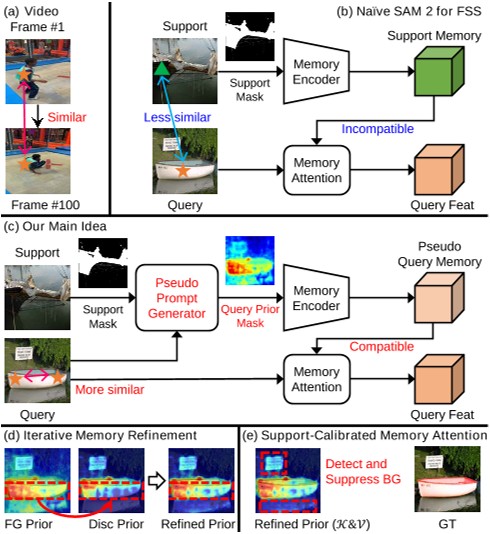 (a) Video
Frame #1
Similar
Frame #100
(b) Naïve SAM 2 for FSS
Support
Support
Mask
Memory
Encoder
Support Memory
Less similar
Incompatible
Memory
Attention
Query
Query Feat
(c) Our Main Idea
Support
Support
Mask
Pseudo
Prompt
Generator
Query Prior
Mask
Memory
Encoder
Pseudo
Query Memory
Compatible
More similar
Memory
Attention
Query
Query Feat
(d) Iterative Memory Refinement
FG Prior
Disc Prior
Refined Prior
(e) Support-Calibrated Memory Attention
Detect and
Suppress BG
Refined Prior (𝒦&𝒱)
GT